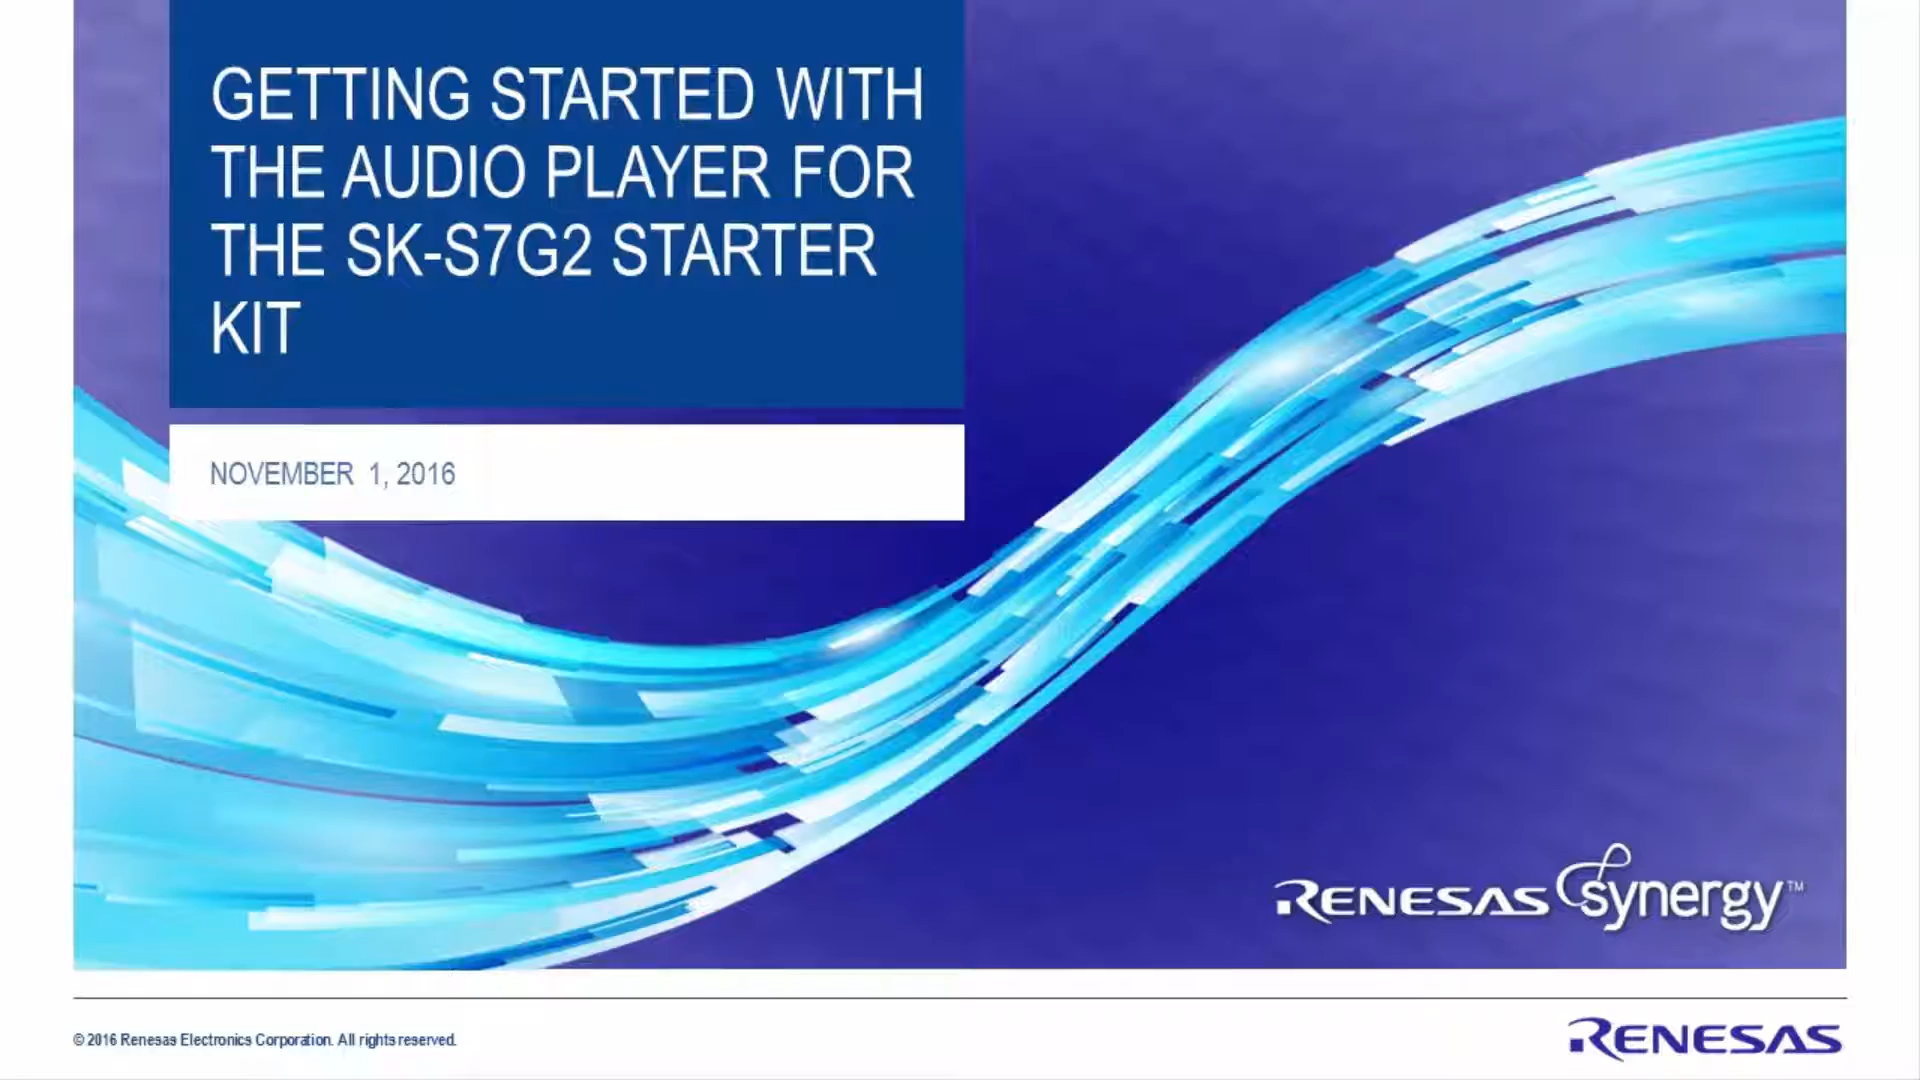 GETTING STARTED WITH
THE AUDIO PLAYER FOR
THE SK-S7G2 STARTER
KIT
NOVEMBER 1, 2016
RENESAS synergy™
© 2016 Renesas Electronics Corporation. All rights reserved.
RENESAS